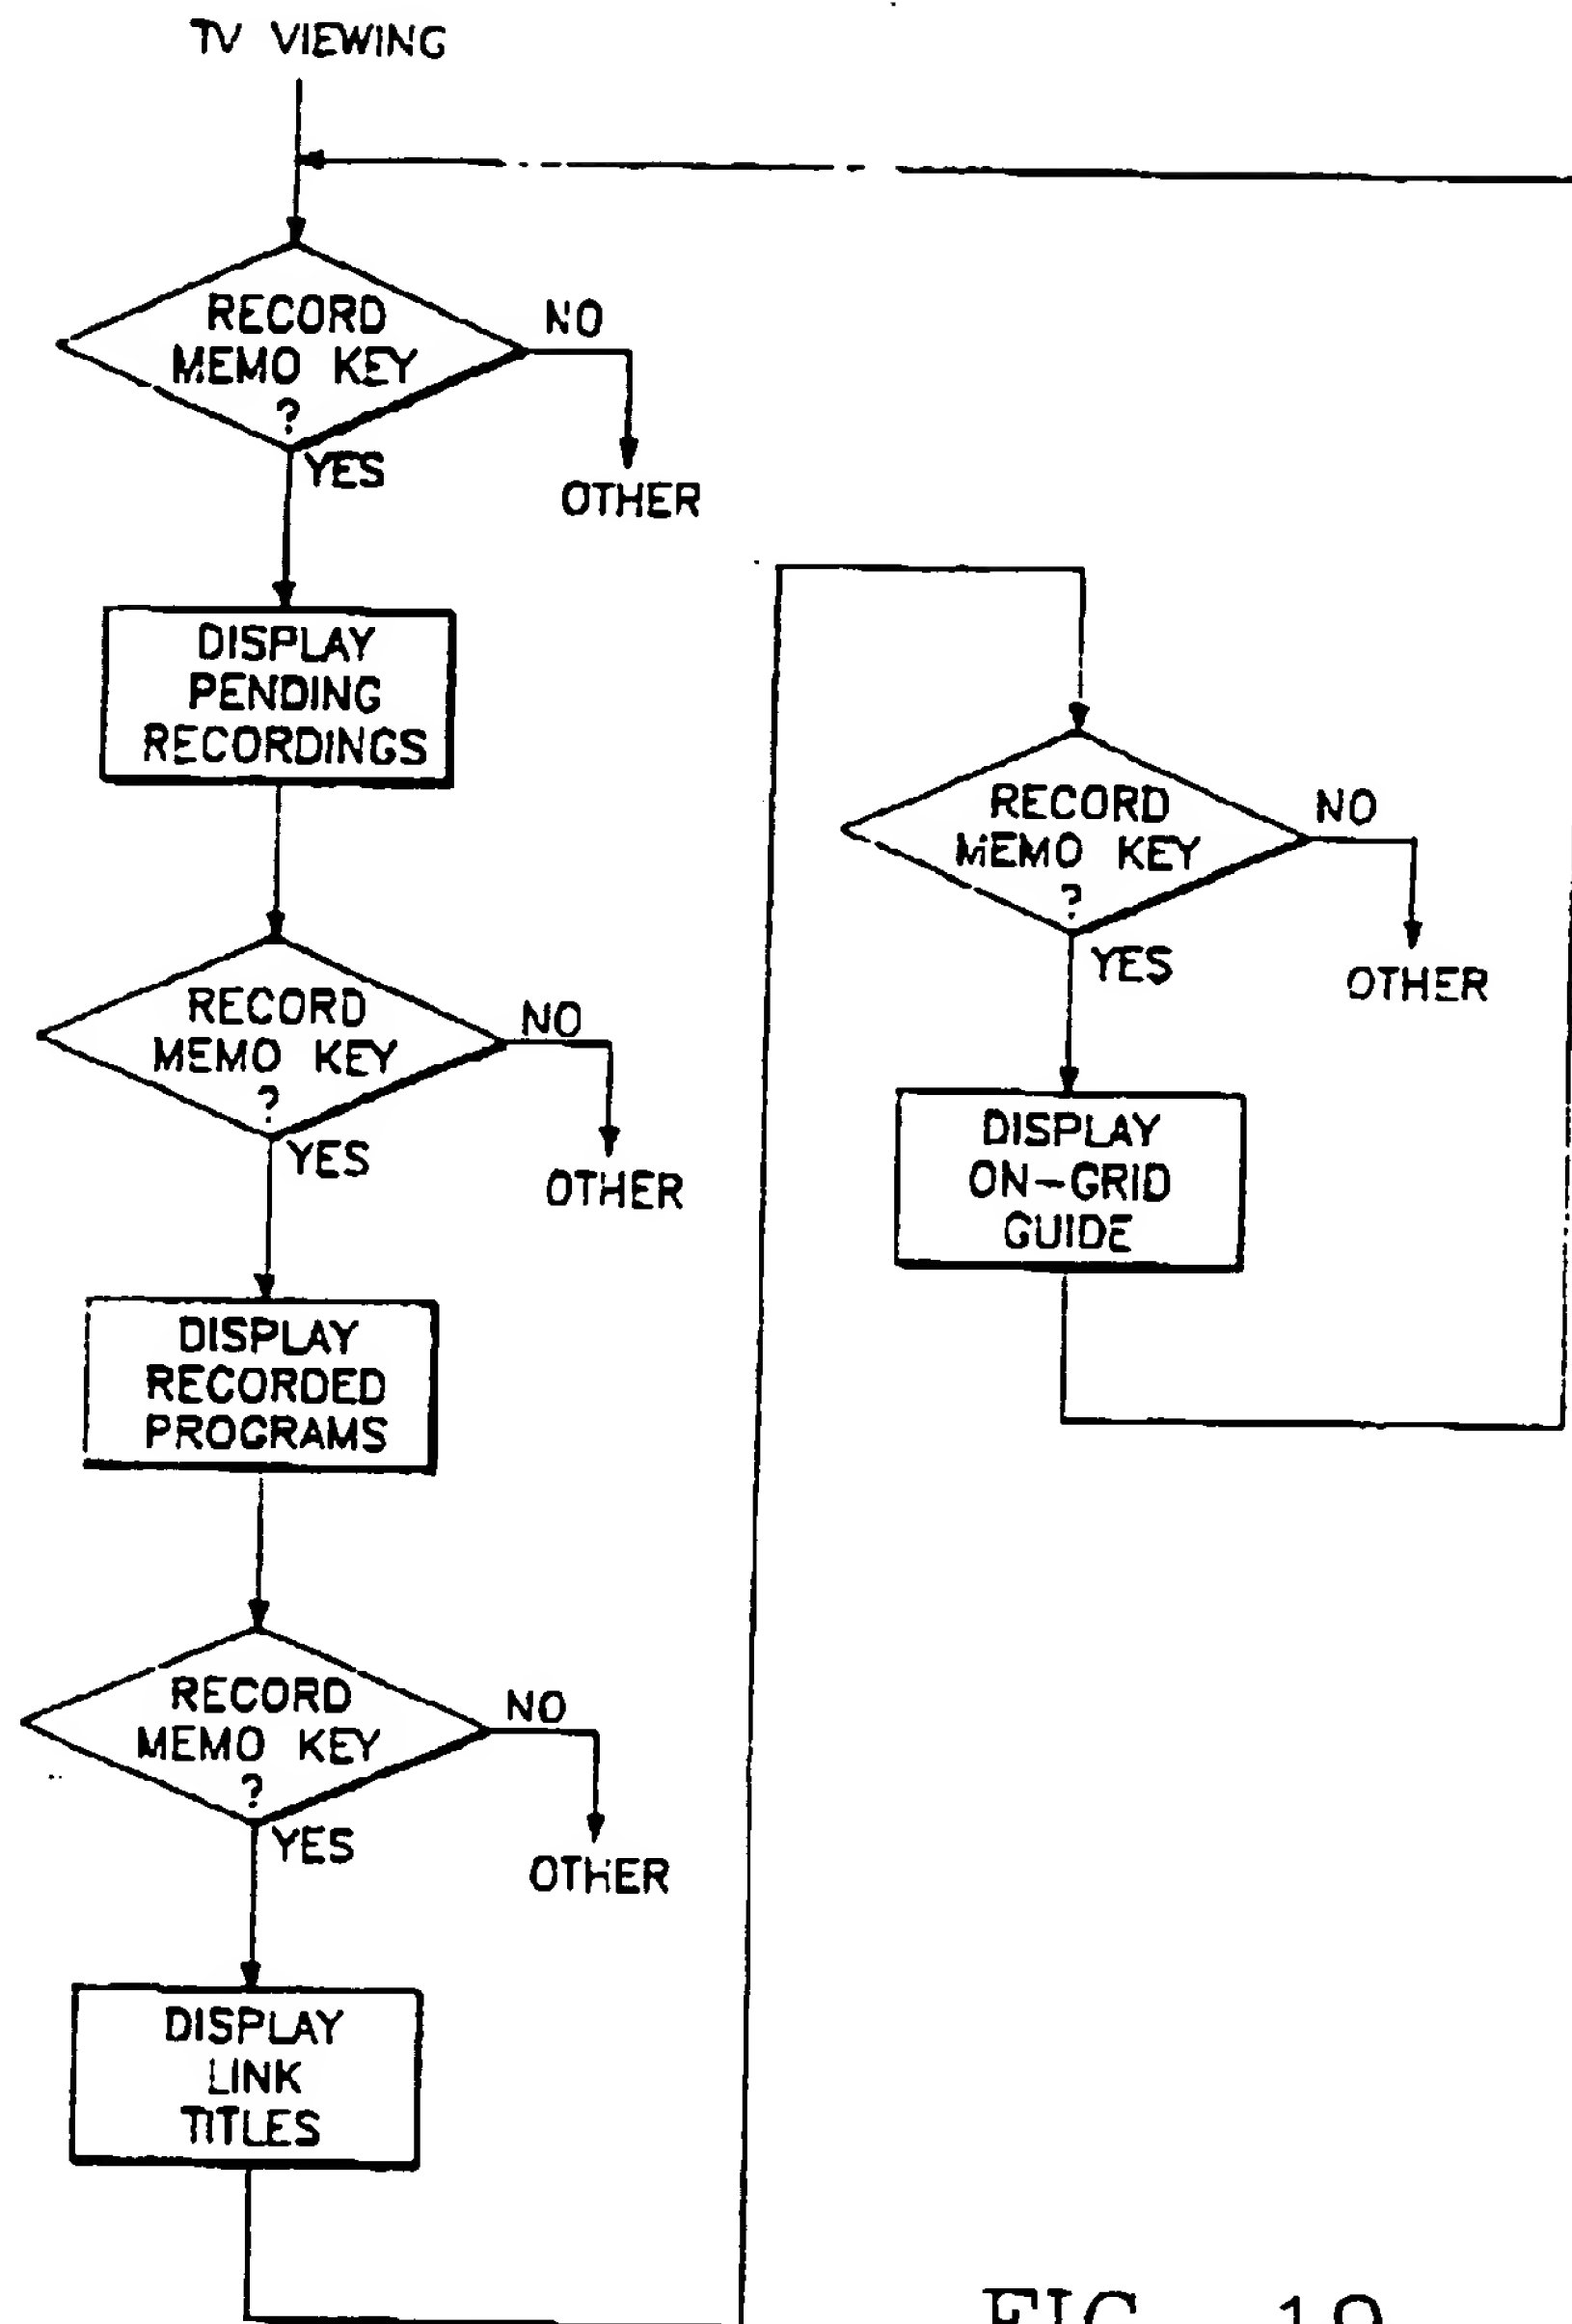 TV VIEWING
RECORD
MEMO KEY
?
NO
YES
OTHER
DISPLAY
PENDING
RECORDINGS
RECORD
MEMO KEY
?
NO
YES
OTHER
DISPLAY
RECORDED
PROGRAMS
RECORD
MEMO KEY
?
NO
YES
OTHER
DISPLAY
LINK
TITLES
RECORD
MEMO KEY
?
NO
YES
OTHER
DISPLAY
ON-GRID
GUIDE
FIG. 19